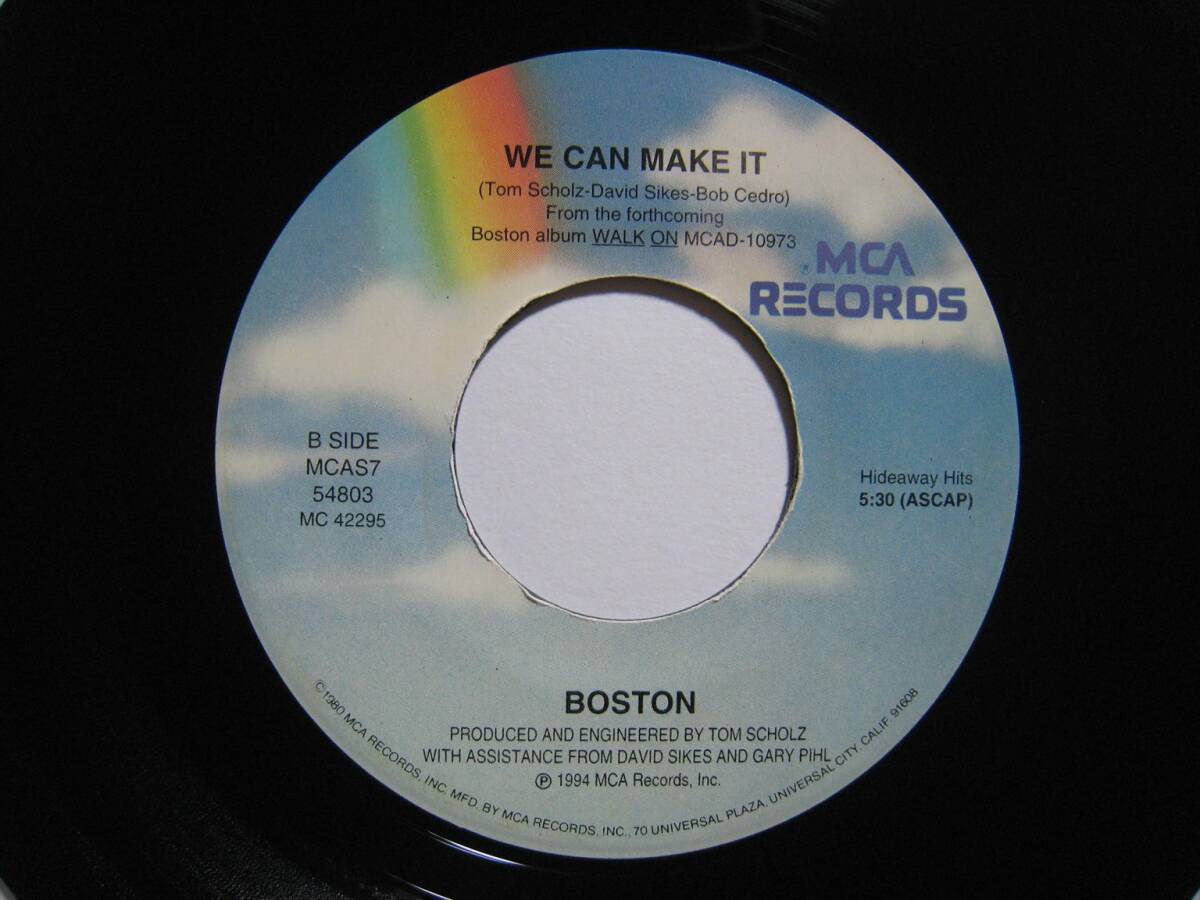 WE CAN MAKE IT
(Tom Scholz-David Sikes-Bob Cedro)
From the forthcoming
Boston album WALK ON MCAD-10973
MCA
RECORDS
B SIDE
MCAS7
54803
MC 42295
Hideaway Hits
5:30 (ASCAP)
BOSTON
PRODUCED AND ENGINEERED BY TOM SCHOLZ
WITH ASSISTANCE FROM DAVID SIKES AND GARY PIHL
℗ 1994 MCA Records, Inc.
© 1980 MCA RECORDS, INC. MFD. BY MCA RECORDS, INC., 70 UNIVERSAL PLAZA, UNIVERSAL CITY, CALIF. 91608